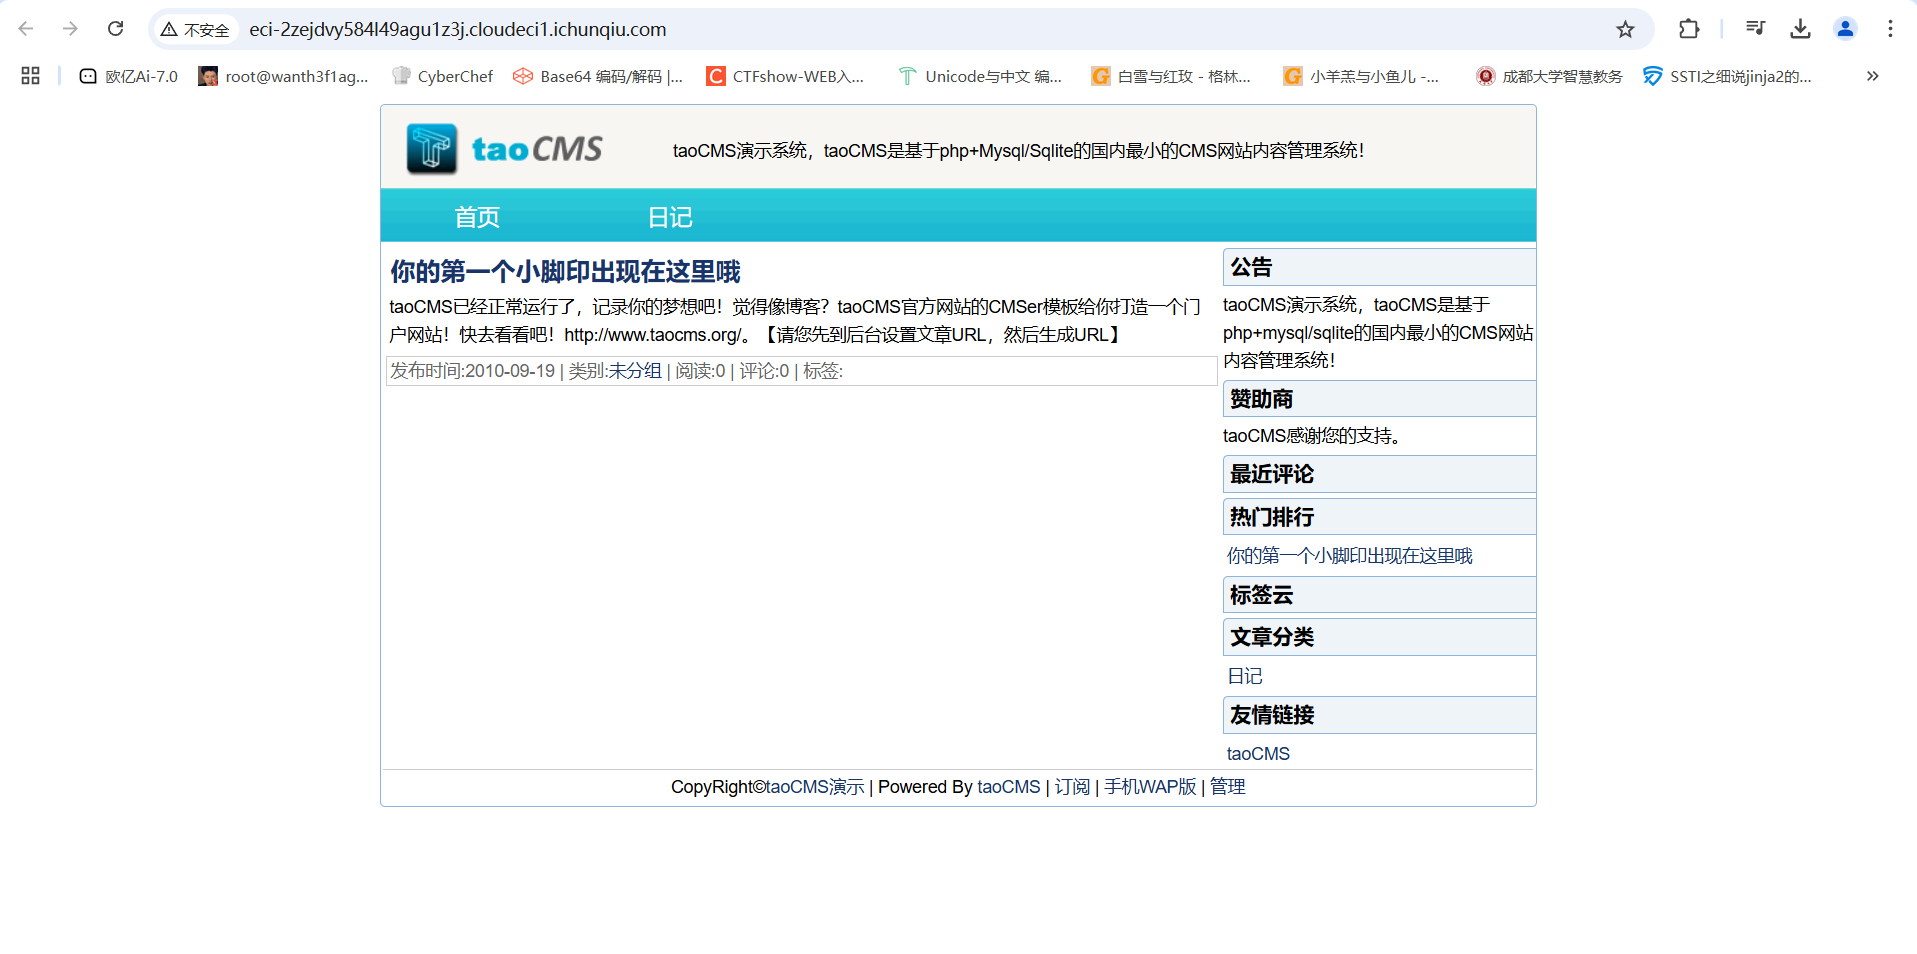 不安全 eci-2zejdvy584l49agu1z3j.cloudeci1.ichunqiu.com
欧亿Ai-7.0 root@wanth3f1ag... CyberChef Base64 编码/解码 |... CTFshow-WEB入... Unicode与中文 编... 白雪与红玫 - 格林... 小羊羔与小鱼儿 -... 成都大学智慧教务 SSTI之细说jinja2的...
taoCMS taoCMS演示系统，taoCMS是基于php+Mysql/Sqlite的国内最小的CMS网站内容管理系统！
首页 日记
你的第一个小脚印出现在这里哦
taoCMS已经正常运行了，记录你的梦想吧！觉得像博客？taoCMS官方网站的CMSer模板给你打造一个门
户网站！快去看看吧！http://www.taocms.org/。【请您先到后台设置文章URL，然后生成URL】
发布时间:2010-09-19 | 类别:未分组 | 阅读:0 | 评论:0 | 标签:
公告
taoCMS演示系统，taoCMS是基于
php+mysql/sqlite的国内最小的CMS网站
内容管理系统！
赞助商
taoCMS感谢您的支持。
最近评论
热门排行
你的第一个小脚印出现在这里哦
标签云
文章分类
日记
友情链接
taoCMS
CopyRight©taoCMS演示 | Powered By taoCMS | 订阅 | 手机WAP版 | 管理